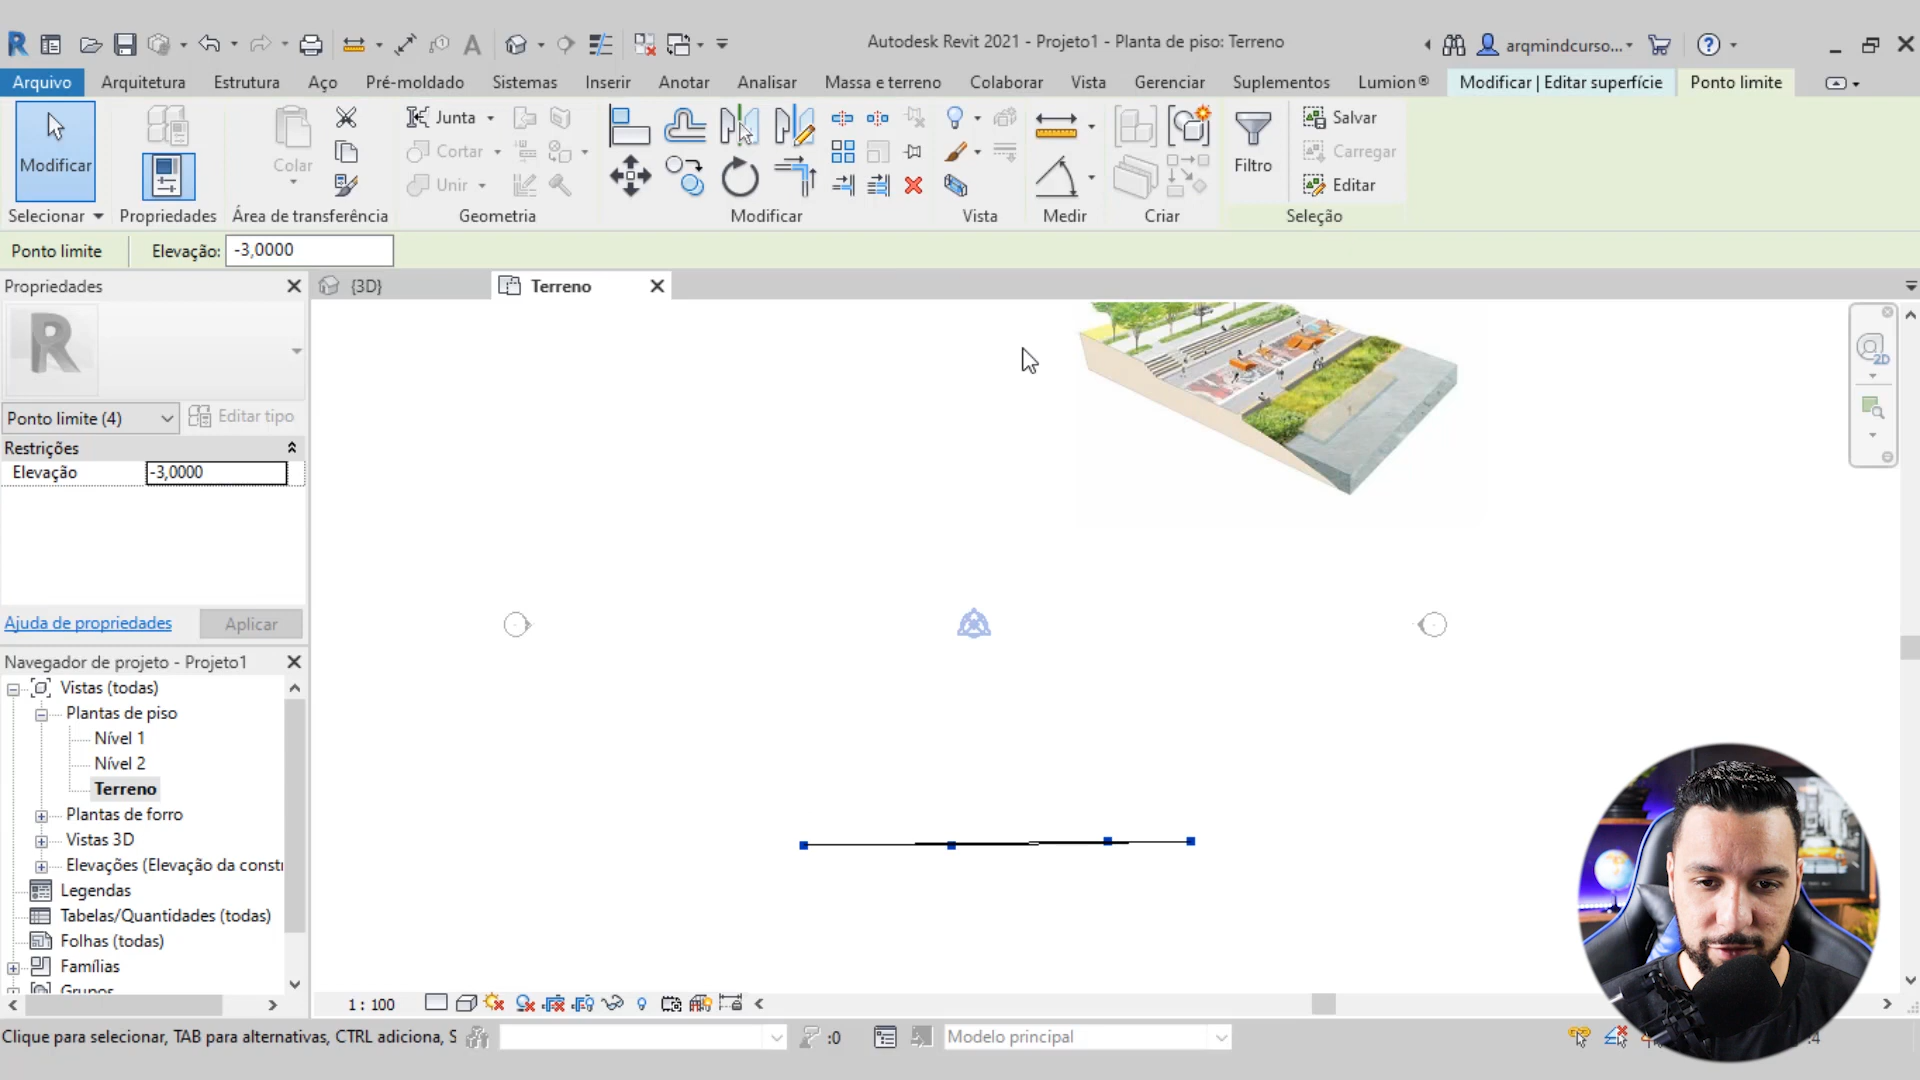 Autodesk Revit 2021 - Projeto1 - Planta de piso: Terreno
arqmindcurso...
Arquivo Arquitetura Estrutura Aço Pré-moldado Sistemas Inserir Anotar Analisar Massa e terreno Colaborar Vista Gerenciar Suplementos Lumion® Modificar | Editar superfície Ponto limite
Modificar Colar Junta Cortar Unir Filtro Salvar Carregar Editar
Selecionar Propriedades Área de transferência Geometria Modificar Vista Medir Criar Seleção
Ponto limite Elevação: -3,0000
Propriedades
{3D} Terreno
Ponto limite (4) Editar tipo
Restrições
Elevação -3,0000
Ajuda de propriedades Aplicar
Navegador de projeto - Projeto1
Vistas (todas)
Plantas de piso
Nível 1
Nível 2
Terreno
Plantas de forro
Vistas 3D
Elevações (Elevação da constr
Legendas
Tabelas/Quantidades (todas)
Folhas (todas)
Famílias
Grupos
1 : 100
Clique para selecionar, TAB para alternativas, CTRL adiciona, S :0 Modelo principal :4
2D